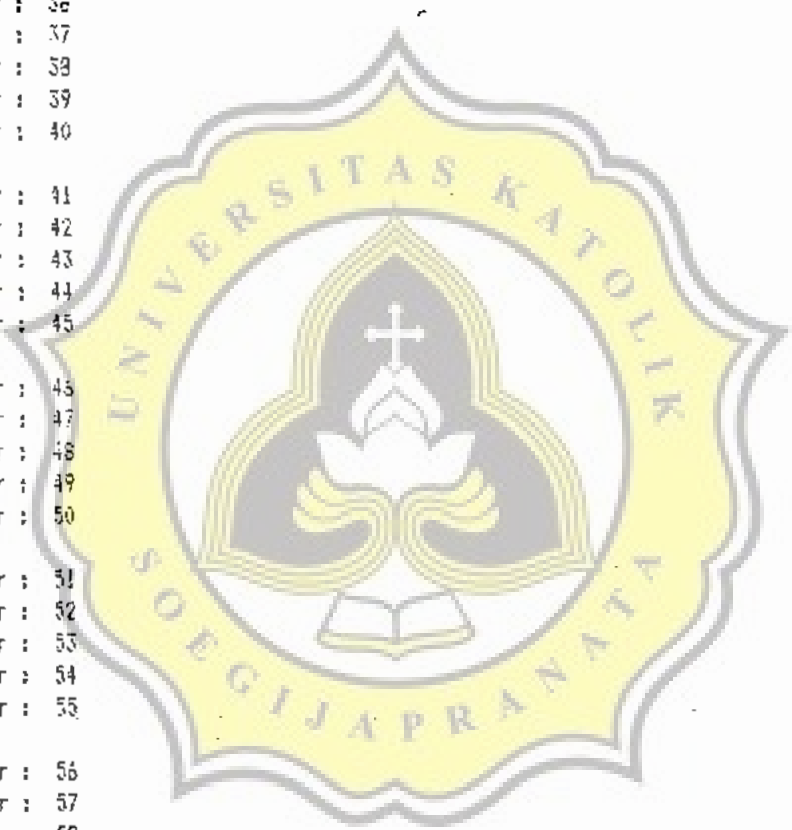 : 37
r : 38
r : 39
r : 40
r : 41
r : 42
r : 43
r : 44
r : 45
r : 46
r : 47
r : 48
r : 49
r : 50
r : 51
r : 52
r : 53
r : 54
r : 55
r : 56
r : 57
UNIVERSITAS KATOLIK
SOEGIJAPRANATA